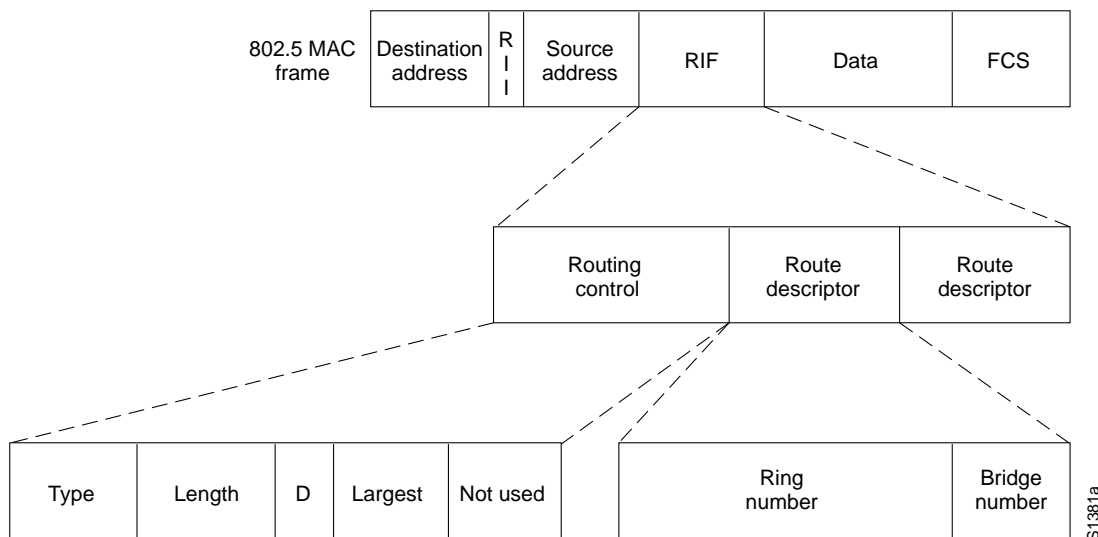 802.5 MAC
frame
Destination
address
R
I
I
Source
address
RIF
Data
FCS
Routing
control
Route
descriptor
Route
descriptor
Type
Length
D
Largest
Not used
Ring
number
Bridge
number
S1381a